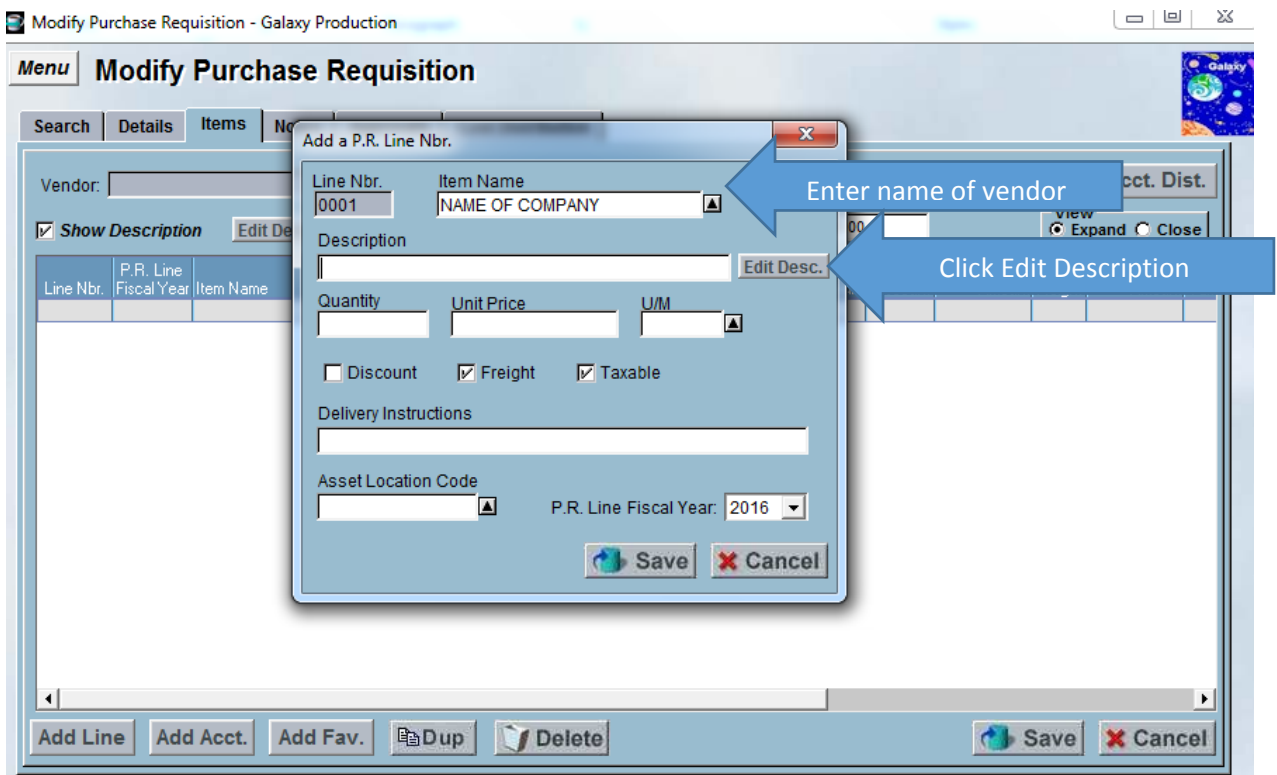 Modify Purchase Requisition - Galaxy Production
Menu Modify Purchase Requisition
Galaxy
Search Details Items
Add a P.R. Line Nbr.
Vendor:
Line Nbr. Item Name
0001 NAME OF COMPANY
Enter name of vendor
cct. Dist.
Show Description Edit De
00
View
Expand Close
Description
Edit Desc.
Click Edit Description
Line Nbr. P.R. Line Fiscal Year Item Name
Quantity Unit Price U/M
Discount Freight Taxable
Delivery Instructions
Asset Location Code
P.R. Line Fiscal Year: 2016
Save Cancel
Add Line Add Acct. Add Fav. Dup Delete Save Cancel